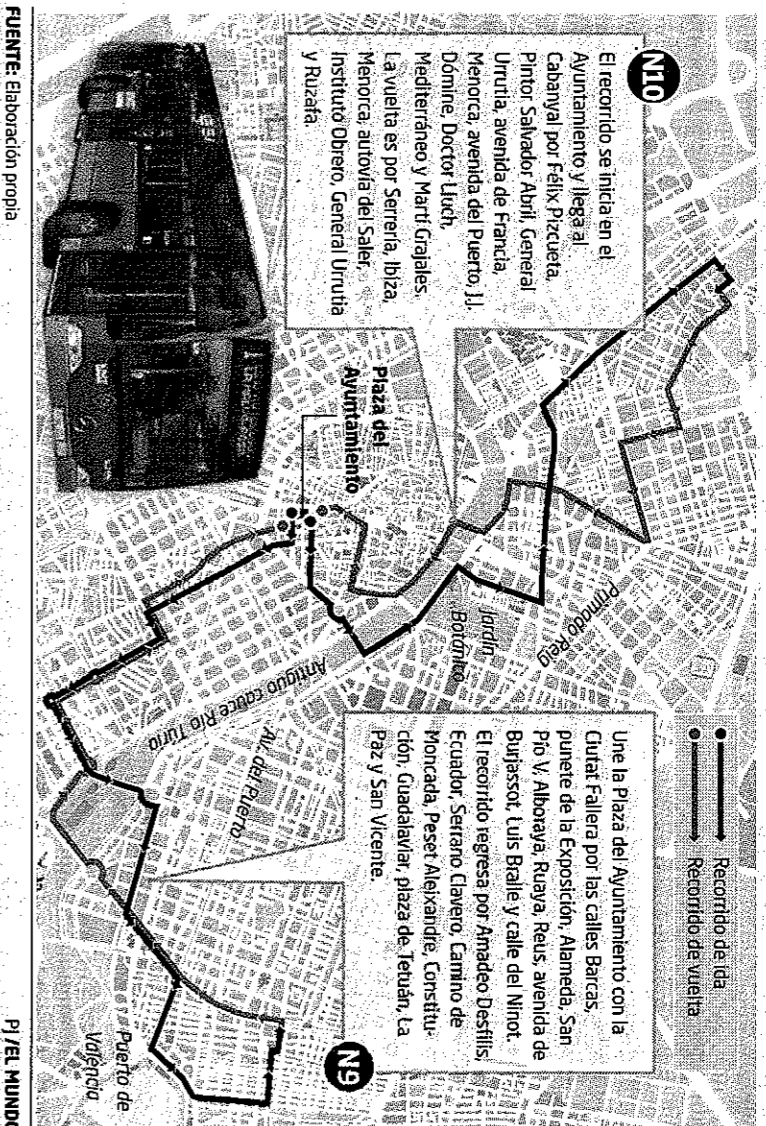 N10
El recorrido se inicia en el
Ayuntamiento y llega al
Cabanyal por Félix Pizcueta,
Pintor Salvador Abril, General
Urrutia, avenida de Francia,
Menorca, avenida del Puerto, J.J.
Dómine, Doctor Lluch,
Mediterráneo y Martí Grajales.
La vuelta es por Serrería, Ibiza,
Menorca, autovía del Saler,
Instituto Obrero, General Urrutia
y Ruzafa.
Recorrido de ida
Recorrido de vuelta
Primado Reig
Jardín
Botánico
Plaza del
Ayuntamiento
Antiguo cauce Río Turio
Av. del Puerto
Puerto de
València
Une la Plaza del Ayuntamiento con la
Ciutat Fallera por las calles Barcas,
punete de la Exposición, Alameda, San
Pío V, Alboraya, Ruaya, Reus, avenida de
Burjassot, Luis Braile y calle del Ninot.
El recorrido regresa por Amadeo Desfilis,
Ecuador, Serrano Clavero, Camino de
Moncada, Peset Aleixandre, Constitu-
ción, Guadalaviar, plaza de Tetuán, La
Paz y San Vicente.
N9
FUENTE: Elaboración propia
PJ / EL MUNDO